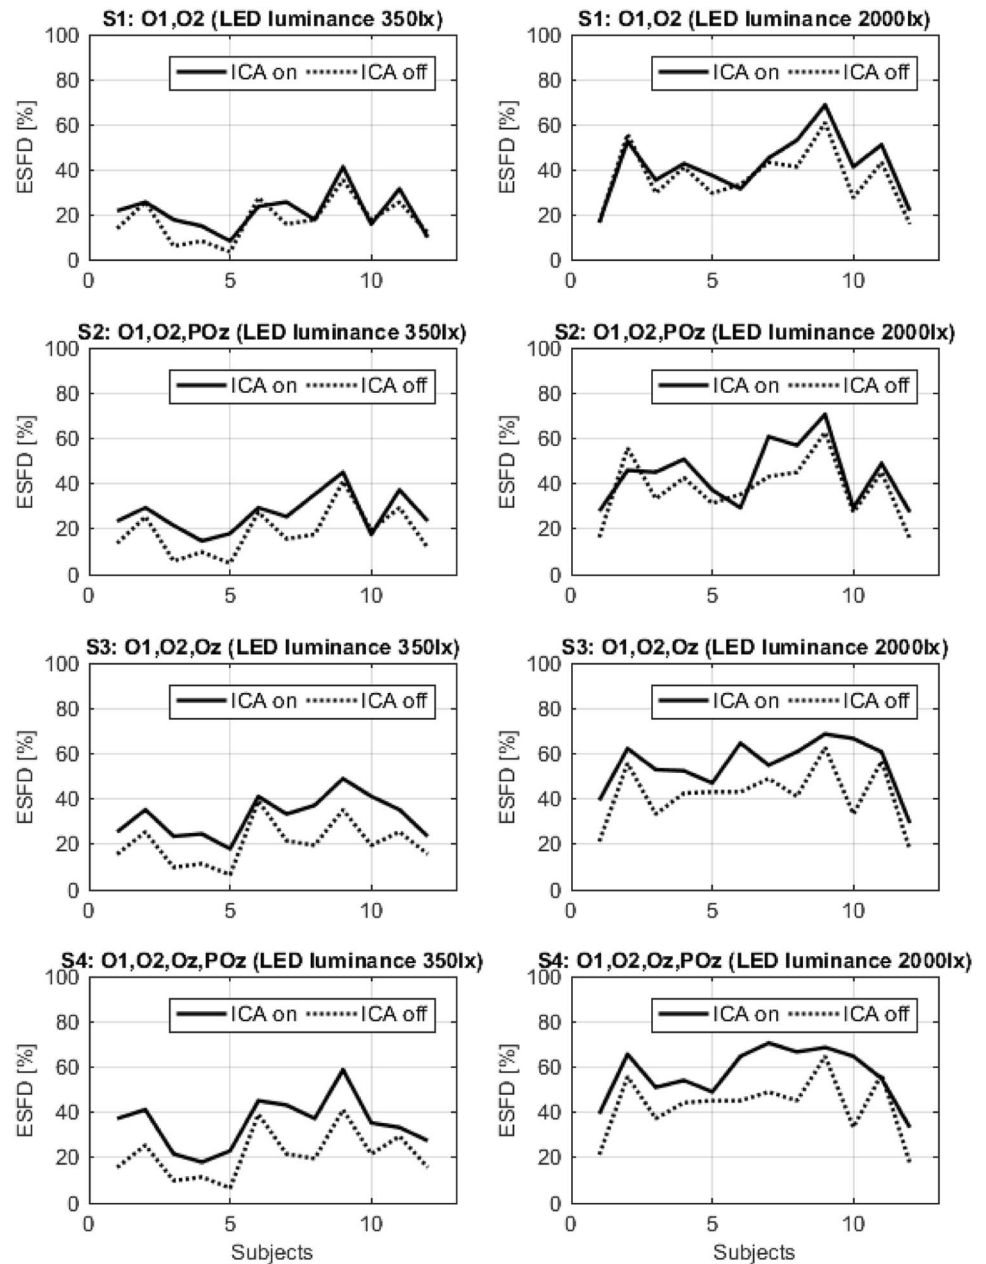 S1: O1,O2 (LED luminance 350lx)
100
80
60
40
20
0
ESFD [%]
ICA on ICA off
0 5 10
S1: O1,O2 (LED luminance 2000lx)
100
80
60
40
20
0
ESFD [%]
ICA on ICA off
0 5 10
S2: O1,O2,POz (LED luminance 350lx)
100
80
60
40
20
0
ESFD [%]
ICA on ICA off
0 5 10
S2: O1,O2,POz (LED luminance 2000lx)
100
80
60
40
20
0
ESFD [%]
ICA on ICA off
0 5 10
S3: O1,O2,Oz (LED luminance 350lx)
100
80
60
40
20
0
ESFD [%]
ICA on ICA off
0 5 10
S3: O1,O2,Oz (LED luminance 2000lx)
100
80
60
40
20
0
ESFD [%]
ICA on ICA off
0 5 10
S4: O1,O2,Oz,POz (LED luminance 350lx)
100
80
60
40
20
0
ESFD [%]
ICA on ICA off
0 5 10
Subjects
S4: O1,O2,Oz,POz (LED luminance 2000lx)
100
80
60
40
20
0
ESFD [%]
ICA on ICA off
0 5 10
Subjects